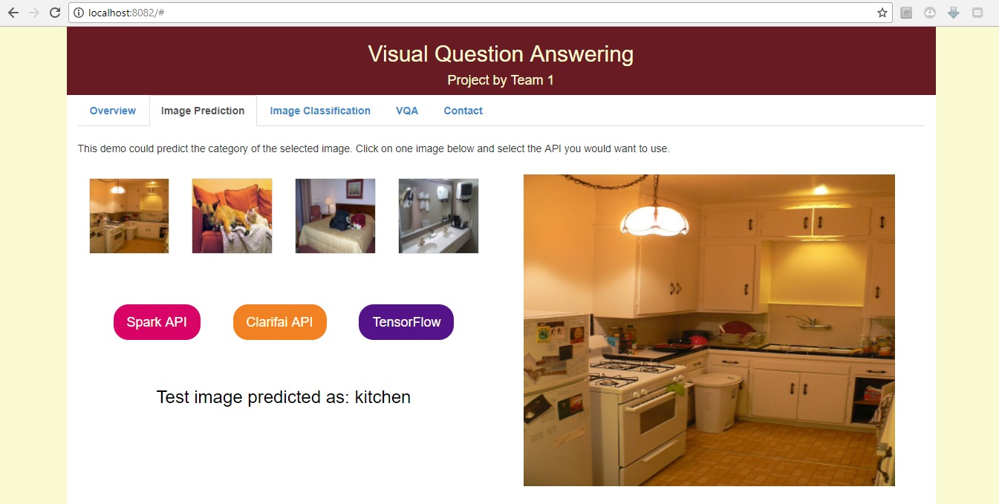 localhost:8082/#
Visual Question Answering
Project by Team 1
Overview
Image Prediction
Image Classification
VQA
Contact
This demo could predict the category of the selected image. Click on one image below and select the API you would want to use.
Spark API
Clarifai API
TensorFlow
Test image predicted as: kitchen